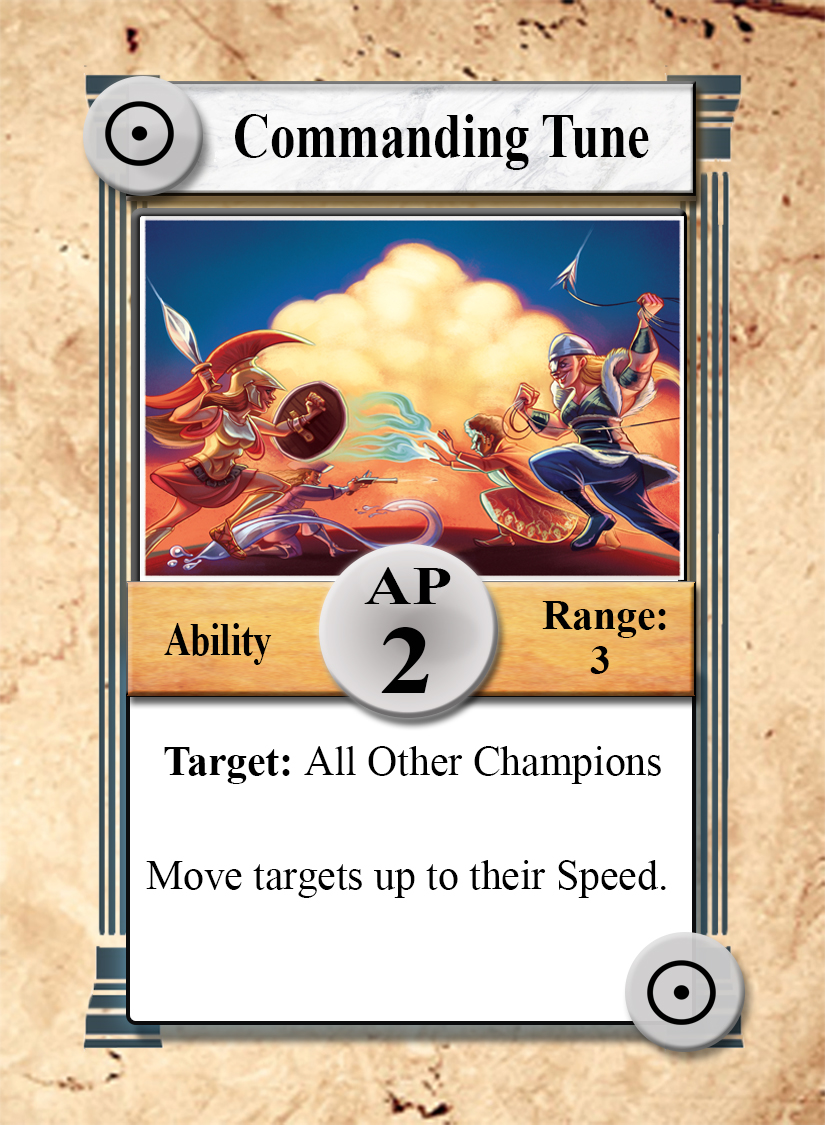 Commanding Tune
AP
2
Ability
Range:
3
Target: All Other Champions
Move targets up to their Speed.